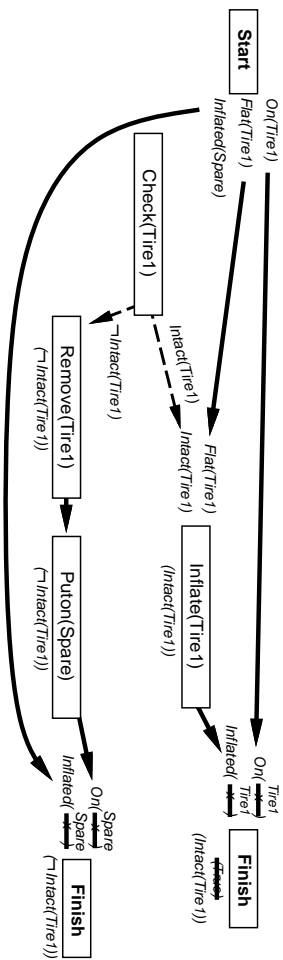 On(Tire1)
Flat(Tire1)
Inflated(Spare)
Start
Check(Tire1)
Intact(Tire1)
¬Intact(Tire1)
Flat(Tire1)
Intact(Tire1)
Inflate(Tire1)
(Intact(Tire1))
Tire1
On( x )
Tire1
Inflated( x )
Finish
(True)
(Intact(Tire1))
Remove(Tire1)
(¬Intact(Tire1))
Puton(Spare)
(¬Intact(Tire1))
Spare
On( x )
Spare
Inflated( x )
Finish
(¬Intact(Tire1))